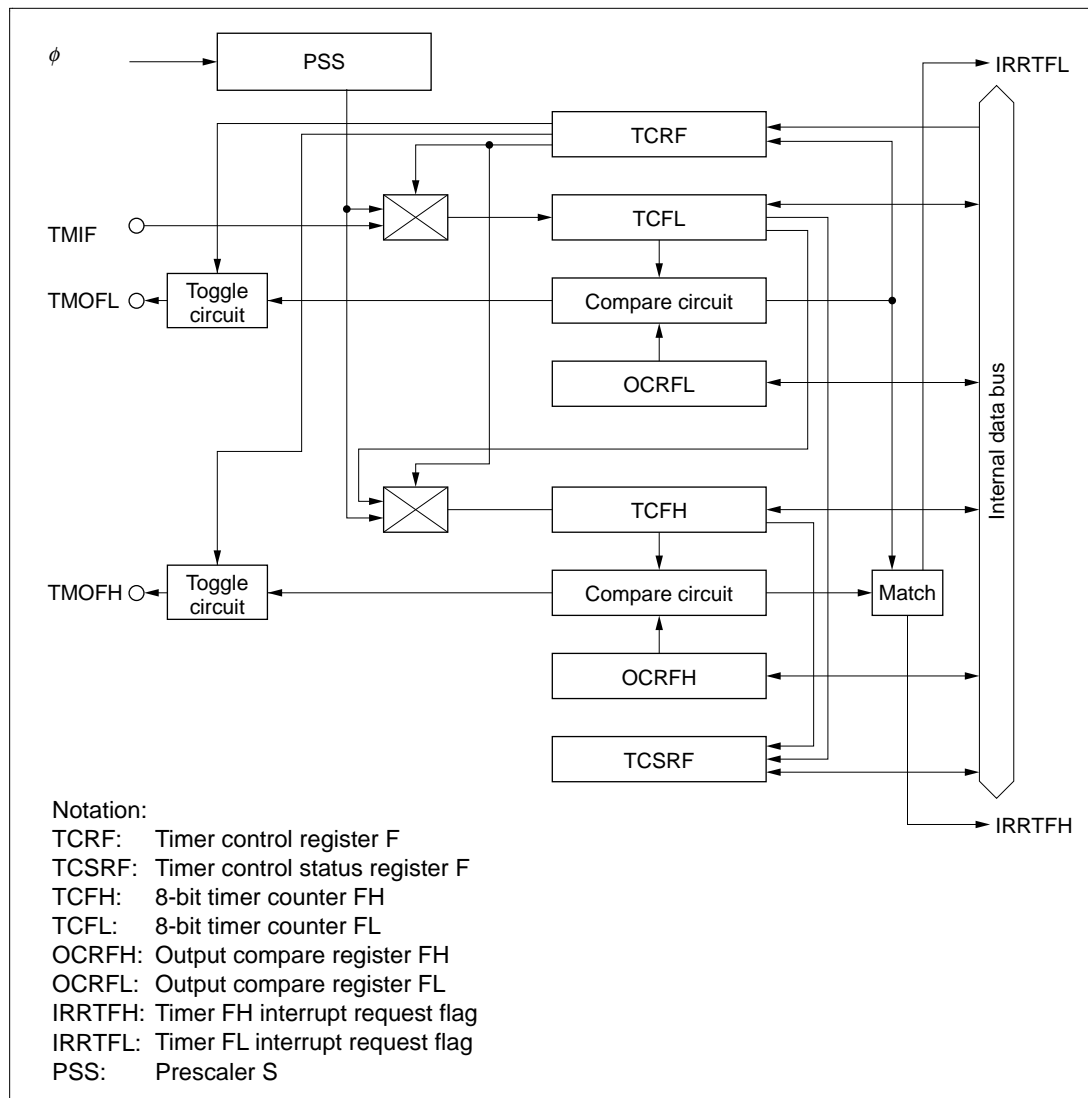 ϕ
PSS
IRRTFL
TCRF
TMIF
TCFL
TMOFL
Toggle
circuit
Compare circuit
OCRFL
Internal data bus
TCFH
TMOFH
Toggle
circuit
Compare circuit
Match
OCRFH
TCSRF
IRRTFH
Notation:
TCRF: Timer control register F
TCSRF: Timer control status register F
TCFH: 8-bit timer counter FH
TCFL: 8-bit timer counter FL
OCRFH: Output compare register FH
OCRFL: Output compare register FL
IRRTFH: Timer FH interrupt request flag
IRRTFL: Timer FL interrupt request flag
PSS: Prescaler S